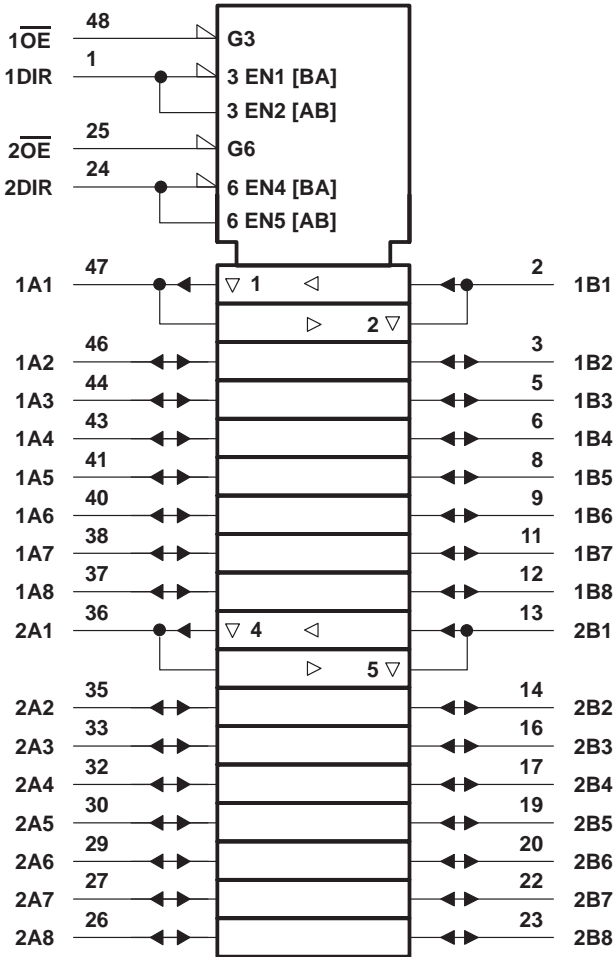 1OE 48 G3
1DIR 1 3 EN1 [BA]
3 EN2 [AB]
2OE 25 G6
2DIR 24 6 EN4 [BA]
6 EN5 [AB]
1A1 47 ▽ 1 ◁ 2 1B1
▷ 2 ▽
1A2 46 3 1B2
1A3 44 5 1B3
1A4 43 6 1B4
1A5 41 8 1B5
1A6 40 9 1B6
1A7 38 11 1B7
1A8 37 12 1B8
2A1 36 ▽ 4 ◁ 13 2B1
▷ 5 ▽
2A2 35 14 2B2
2A3 33 16 2B3
2A4 32 17 2B4
2A5 30 19 2B5
2A6 29 20 2B6
2A7 27 22 2B7
2A8 26 23 2B8